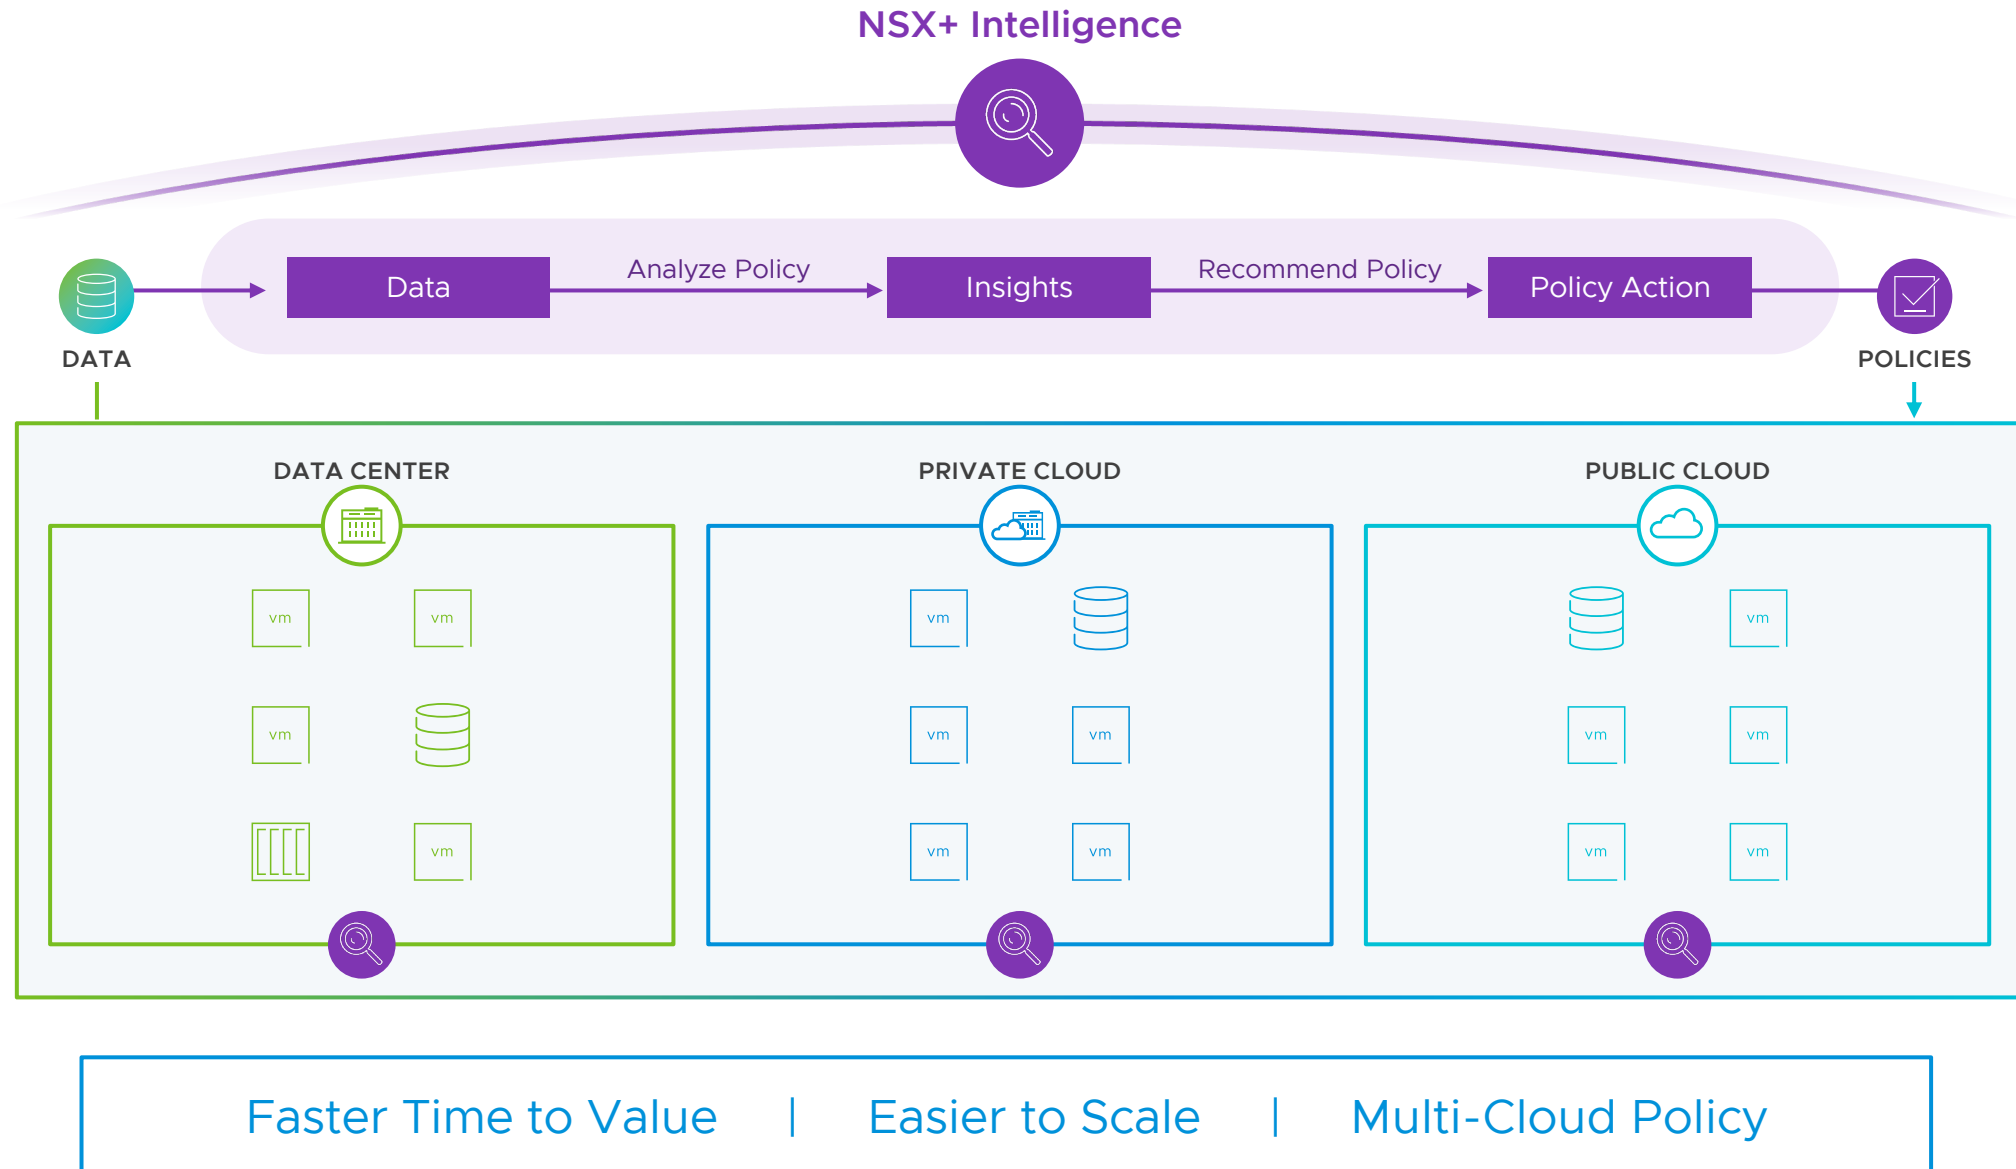 NSX+ Intelligence
Data
Analyze Policy
Insights
Recommend Policy
Policy Action
DATA
POLICIES
DATA CENTER
PRIVATE CLOUD
PUBLIC CLOUD
vm
vm
vm
vm
vm
vm
vm
vm
vm
vm
vm
vm
vm
vm
Faster Time to Value | Easier to Scale | Multi-Cloud Policy